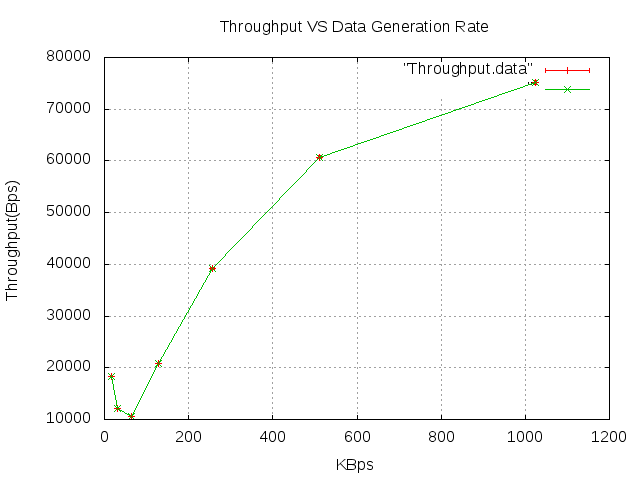 Throughput VS Data Generation Rate
80000
"Throughput.data"
70000
60000
50000
40000
30000
20000
10000
Throughput(Bps)
0 200 400 600 800 1000 1200
KBps